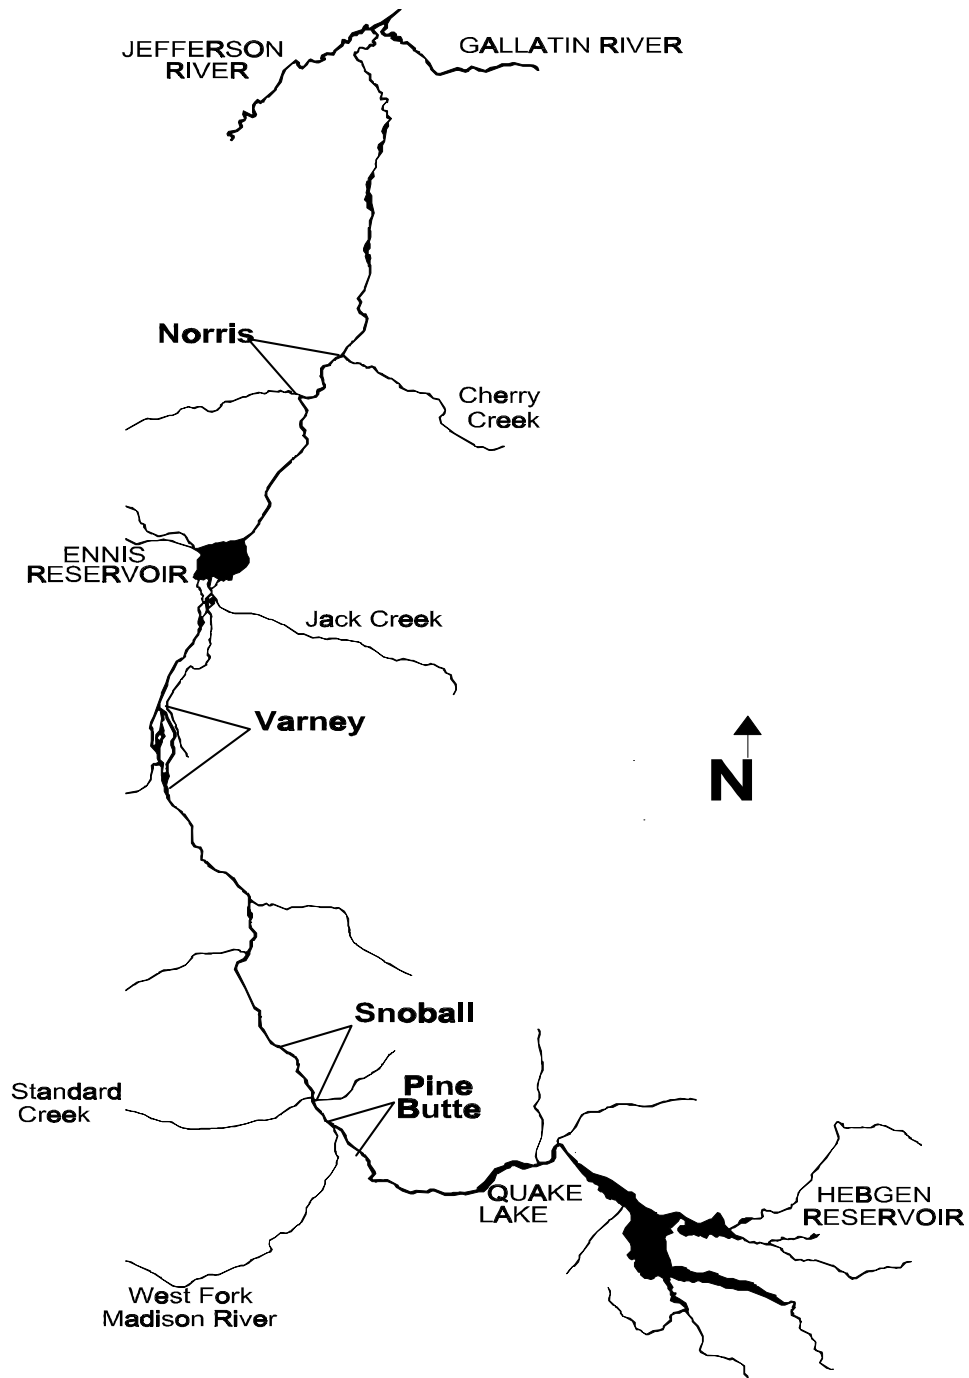 JEFFERSON
RIVER
GALLATIN RIVER
Norris
Cherry
Creek
ENNIS
RESERVOIR
Jack Creek
Varney
N
Snoball
Standard
Creek
Pine
Butte
QUAKE
LAKE
HEBGEN
RESERVOIR
West Fork
Madison River